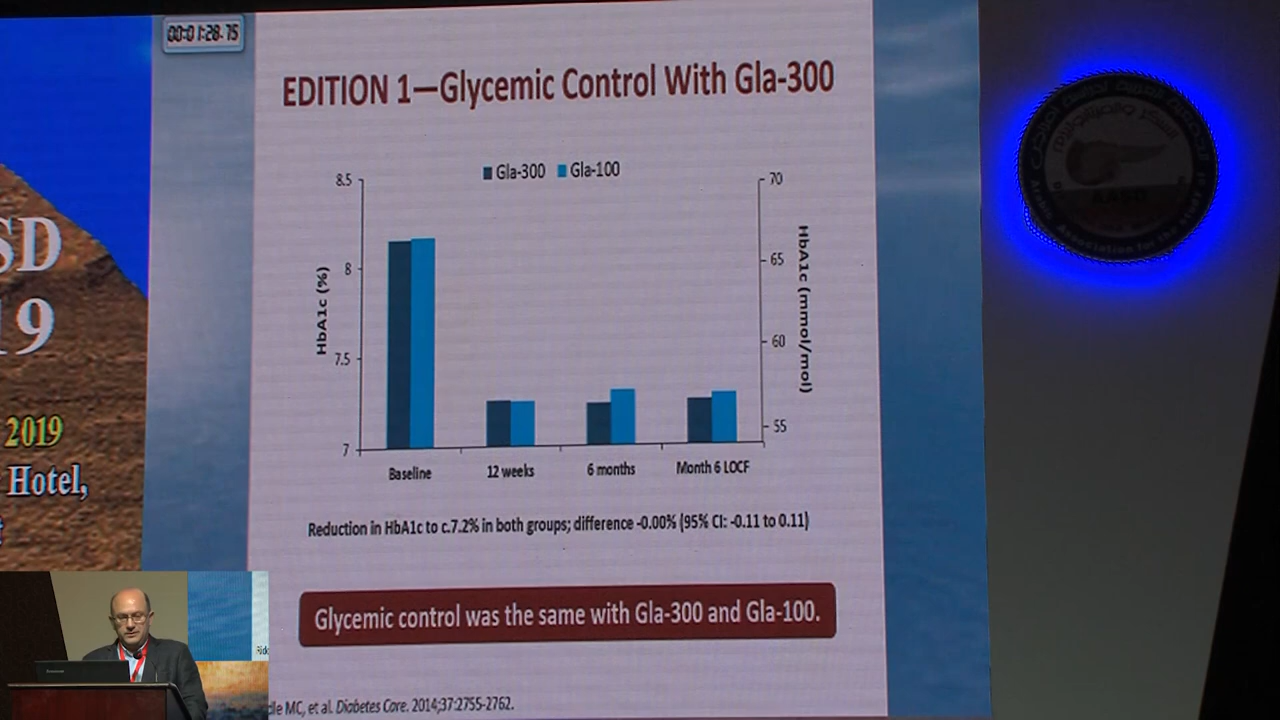 00:01:28.75
EDITION 1—Glycemic Control With Gla-300
Gla-300 Gla-100
8.5
8
7.5
7
HbA1c (%)
70
65
60
55
HbA1c (mmol/mol)
Baseline
12 weeks
6 months
Month 6 LOCF
Reduction in HbA1c to c.7.2% in both groups; difference -0.00% (95% CI: -0.11 to 0.11)
Glycemic control was the same with Gla-300 and Gla-100.
dle MC, et al. Diabetes Care. 2014;37:2755-2762.
SD
19
2019
Hotel,
Association for the